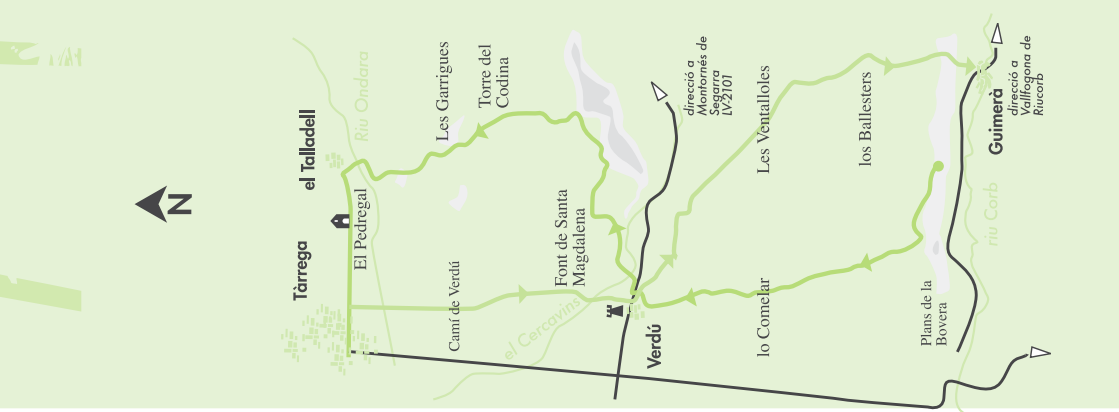 N
Tàrrega
el Talladell
El Pedregal
Riu Ondara
Les Garrigues
Torre del
Codina
Camí de Verdú
Font de Santa
Magdalena
el Cercavins
Verdú
direcció a
Montornès de
Segarra
LV-2101
Les Ventalloles
lo Comelar
los Ballesters
Plans de la
Bovera
Guimerà
direcció a
Vallfogona de
Riucorb
riu Corb